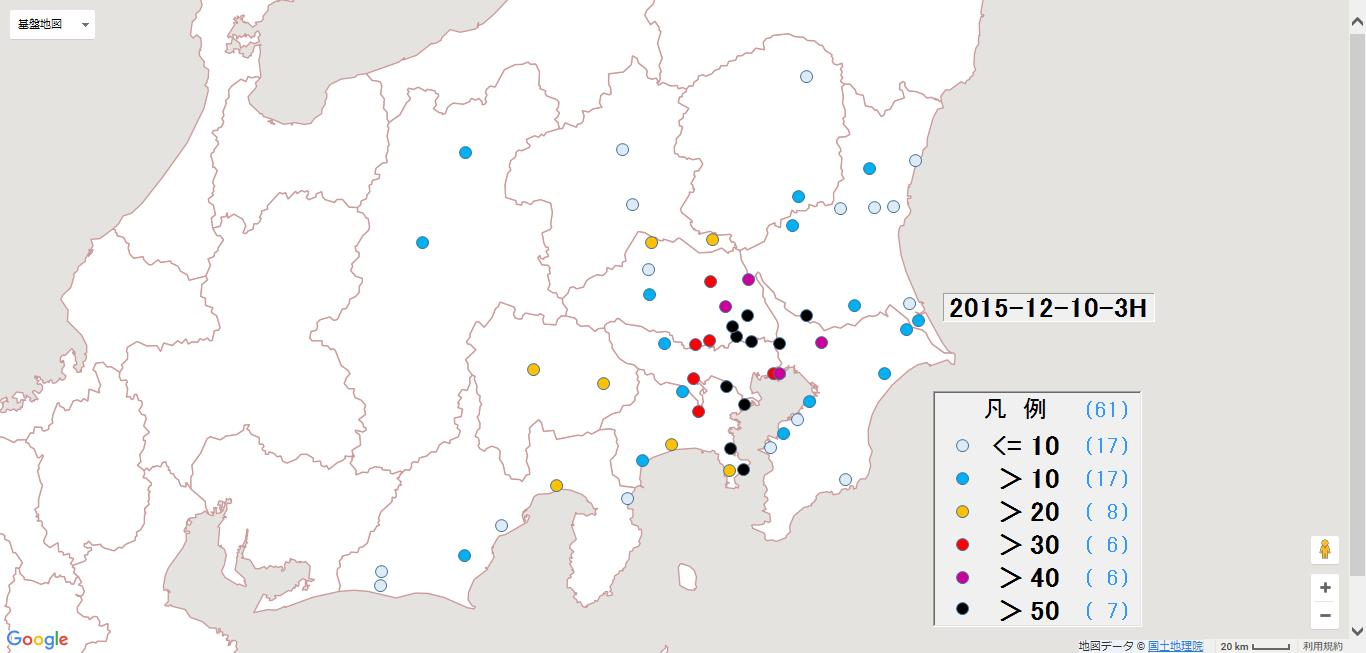 基盤地図
2015-12-10-3H
凡 例 (61)
<= 10 (17)
> 10 (17)
> 20 ( 8)
> 30 ( 6)
> 40 ( 6)
> 50 ( 7)
Google
地図データ © 国土地理院 20 km 利用規約